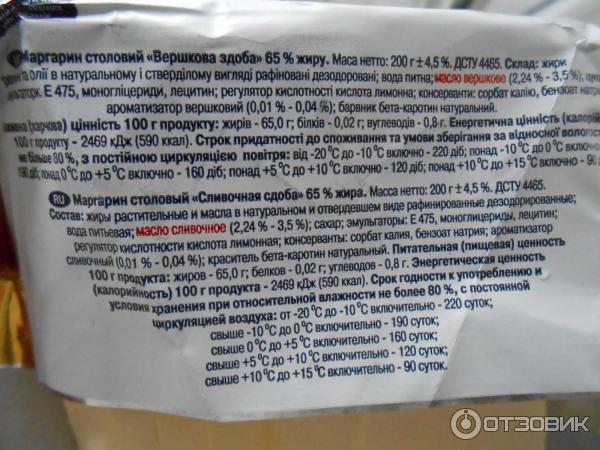 Маргарин столовий «Вершкова здоба» 65 % жиру. Маса нетто: 200 г ± 4,5 %. ДСТУ 4465. Склад: жири
та олії в натуральному і стверділому вигляді рафіновані дезодоровані; вода питна; масло вершкове (2,24 % - 3,5 %);
Е 475, моногліцериди, лецитин; регулятор кислотності кислота лимонна; консерванти: сорбат калію, бензоат
ароматизатор вершковий (0,01 % - 0,04 %); барвник бета-каротин натуральний.
(харчова) цінність 100 г продукту: жирів - 65,0 г; білків - 0,02 г; вуглеводів - 0,8 г. Енергетична цінність
100 г продукту - 2469 кДж (590 ккал). Строк придатності до споживання та умови зберігання за відносної
не більше 80 %, з постійною циркуляцією повітря: від -20 °С до -10 °С включено - 220 діб; понад -10 °С до 0 °С включено -
190 діб; понад 0 °С до +5 °С включено - 160 діб; понад +5 °С до +10 °С включено - 120 діб; понад +10 °С до +15 °С включено - 90
RU Маргарин столовый «Сливочная сдоба» 65 % жира. Масса нетто: 200 г ± 4,5 %. ДСТУ 4465.
Состав: жиры растительные и масла в натуральном и отвердевшем виде рафинированные дезодорированные;
вода питьевая; масло сливочное (2,24 % - 3,5 %); сахар; эмульгаторы: Е 475, моноглицериды, лецитин;
регулятор кислотности кислота лимонная; консерванты: сорбат калия, бензоат натрия; ароматизатор
сливочный (0,01 % - 0,04 %); краситель бета-каротин натуральный. Питательная (пищевая) ценность
100 г продукта: жиров - 65,0 г; белков - 0,02 г; углеводов - 0,8 г. Энергетическая ценность
(калорийность) 100 г продукта - 2469 кДж (590 ккал). Срок годности к употреблению и
условия хранения при относительной влажности не более 80 %, с постоянной
циркуляцией воздуха: от -20 °С до -10 °С включительно - 220 суток;
свыше -10 °С до 0 °С включительно - 190 суток;
свыше 0 °С до +5 °С включительно - 160 суток;
свыше +5 °С до +10 °С включительно - 120 суток;
свыше +10 °С до +15 °С включительно - 90 суток.
ОТЗОВИК